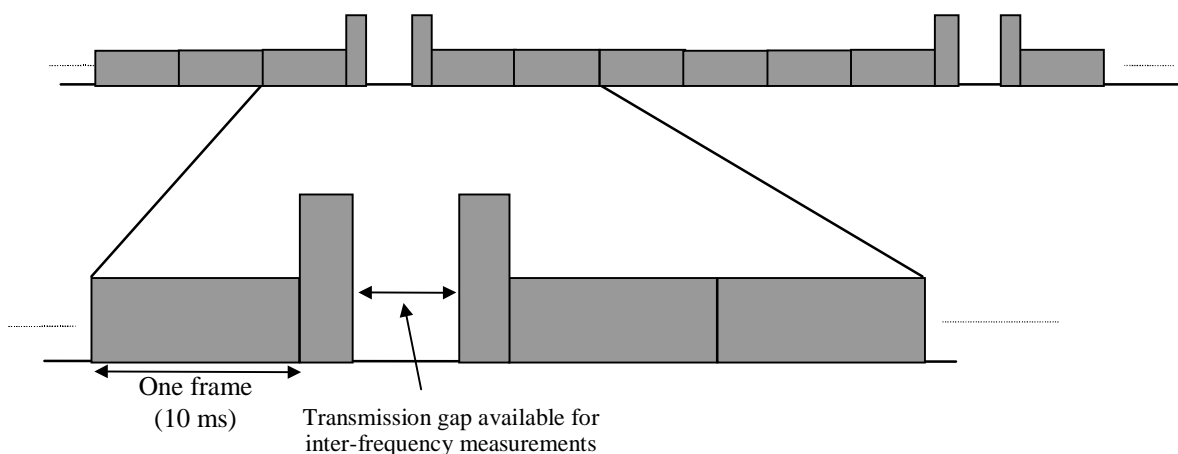 One frame
(10 ms)
Transmission gap available for
inter-frequency measurements